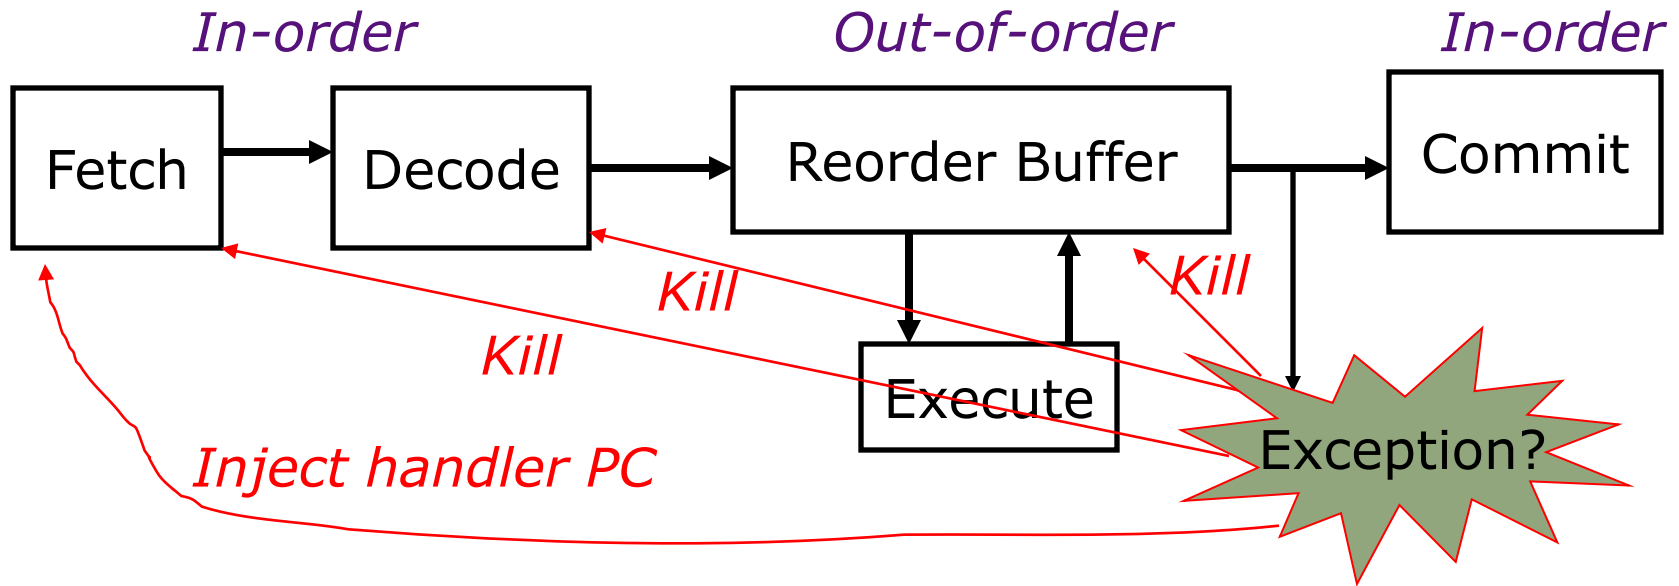 In-order
Out-of-order
In-order
Fetch
Decode
Reorder Buffer
Commit
Kill
Kill
Kill
Execute
Inject handler PC
Exception?